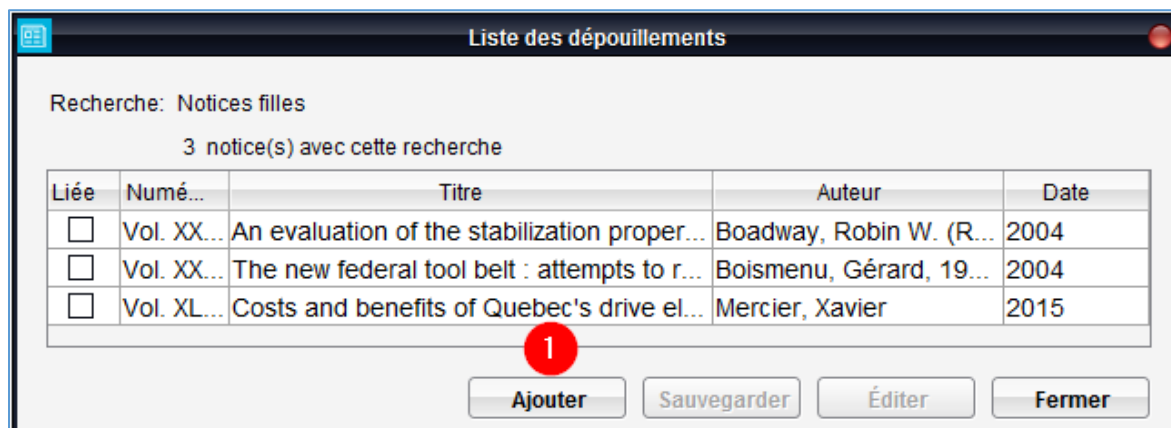 Liste des dépouillements
Recherche: Notices filles
3 notice(s) avec cette recherche
Liée Numé... Titre Auteur Date
Vol. XX... An evaluation of the stabilization proper... Boadway, Robin W. (R... 2004
Vol. XX... The new federal tool belt : attempts to r... Boismenu, Gérard, 19... 2004
Vol. XL... Costs and benefits of Quebec's drive el... Mercier, Xavier 2015
1
Ajouter Sauvegarder Éditer Fermer